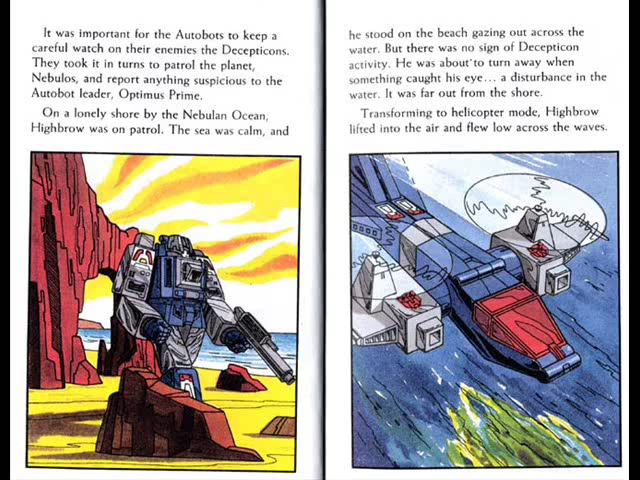 It was important for the Autobots to keep a
careful watch on their enemies the Decepticons.
They took it in turns to patrol the planet,
Nebulos, and report anything suspicious to the
Autobot leader, Optimus Prime.
On a lonely shore by the Nebulan Ocean,
Highbrow was on patrol. The sea was calm, and
he stood on the beach gazing out across the
water. But there was no sign of Decepticon
activity. He was about to turn away when
something caught his eye... a disturbance in the
water. It was far out from the shore.
Transforming to helicopter mode, Highbrow
lifted into the air and flew low across the waves.